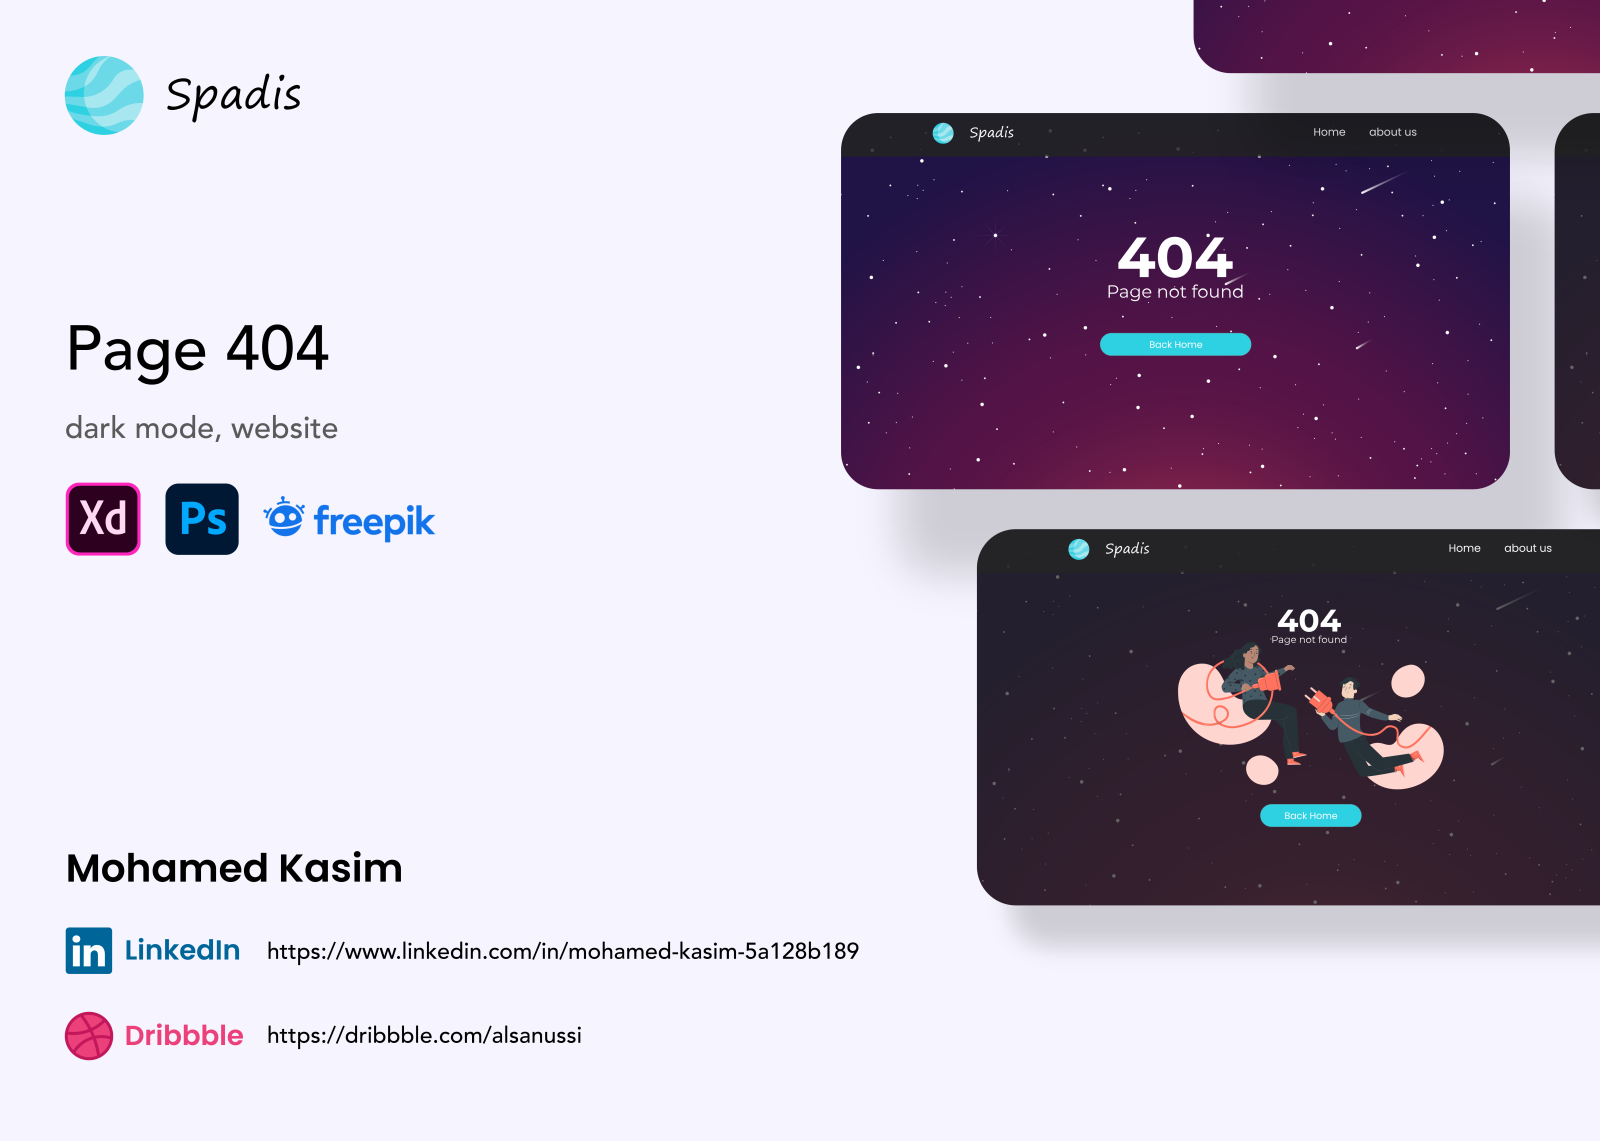 Spadis
Page 404
dark mode, website
Xd
Ps
freepik
Mohamed Kasim
in
LinkedIn
https://www.linkedin.com/in/mohamed-kasim-5a128b189
Dribbble
https://dribbble.com/alsanussi
Spadis
Home
about us
404
Page not found
Back Home
Spadis
Home
about us
404
Page not found
Back Home